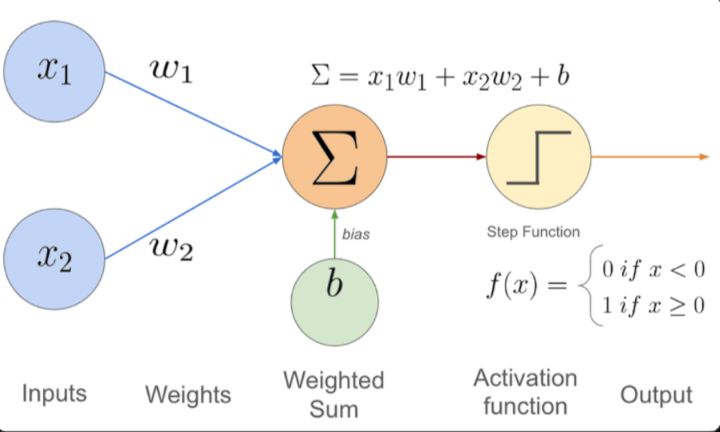 x₁
w₁
Σ = x₁w₁ + x₂w₂ + b
Σ
x₂
w₂
bias
b
Step Function
f(x) = { 0 if x < 0
1 if x ≥ 0
Inputs
Weights
Weighted
Sum
Activation
function
Output